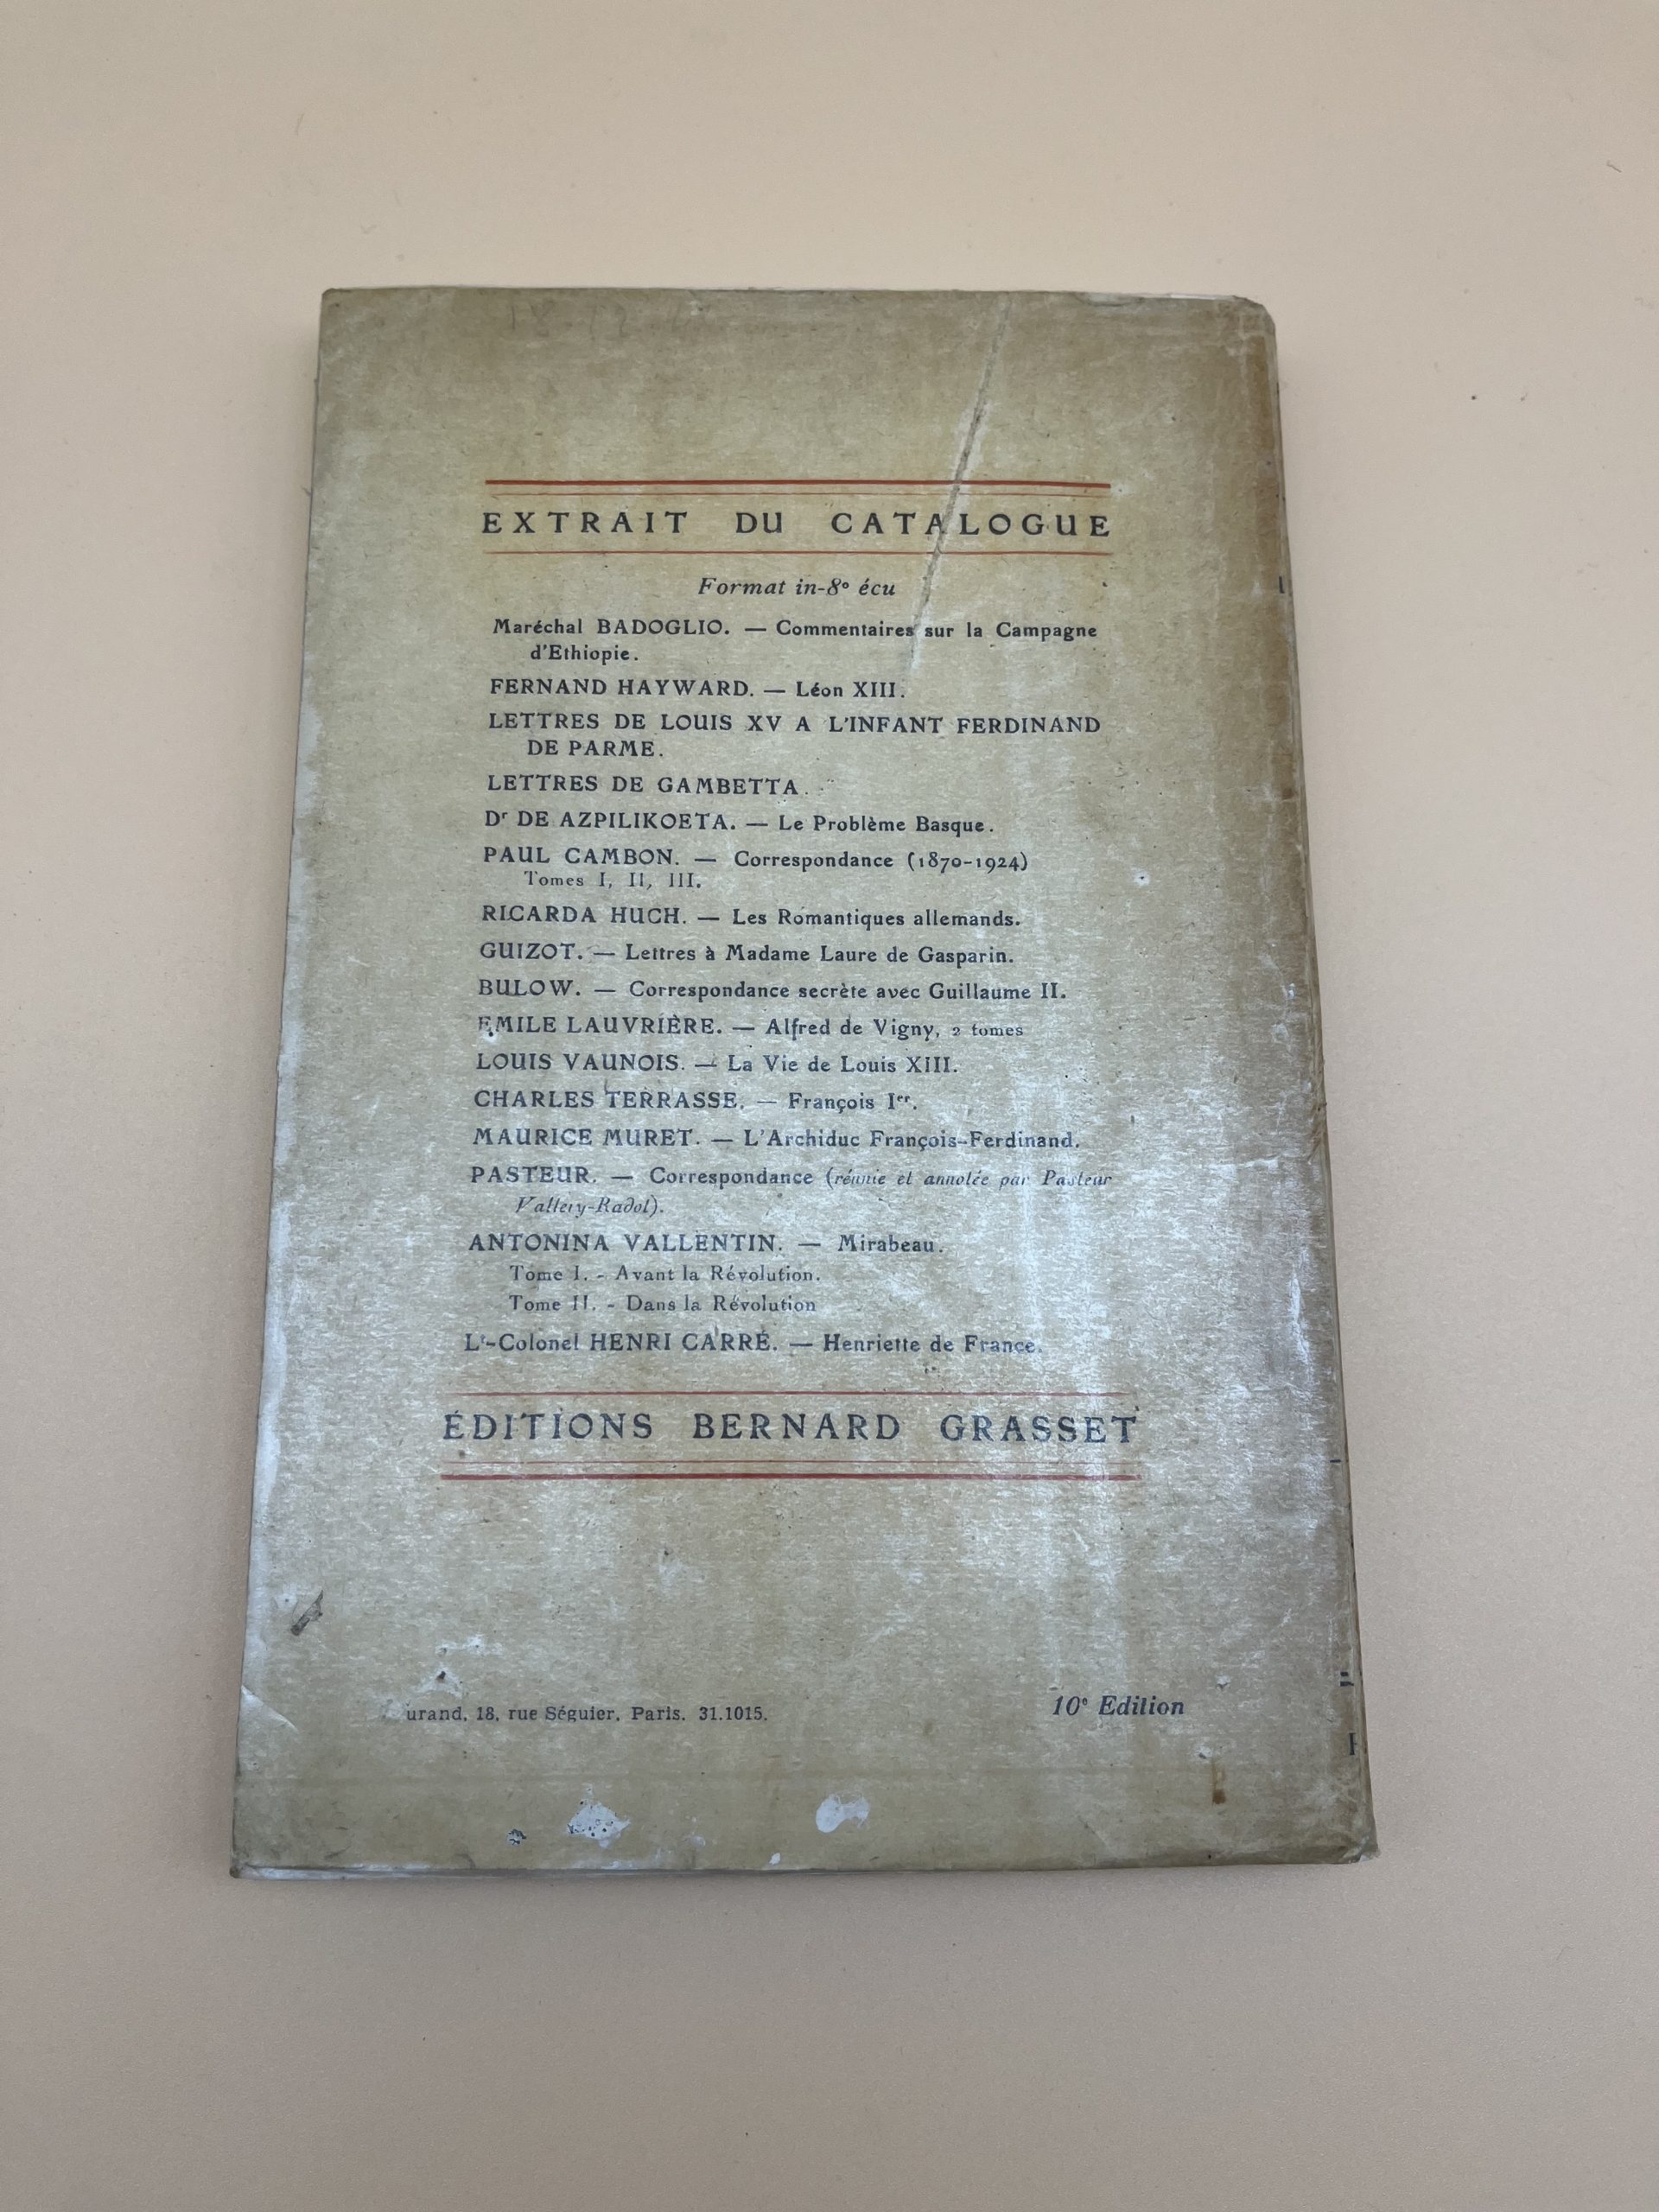 EXTRAIT DU CATALOGUE
Format in-8° écu
Maréchal BADOGLIO. — Commentaires sur la Campagne
d'Ethiopie.
FERNAND HAYWARD. — Léon XIII.
LETTRES DE LOUIS XV A L'INFANT FERDINAND
DE PARME.
LETTRES DE GAMBETTA.
Dʳ DE AZPILIKOETA. — Le Problème Basque.
PAUL CAMBON. — Correspondance (1870-1924)
Tomes I, II, III.
RICARDA HUCH. — Les Romantiques allemands.
GUIZOT. — Lettres à Madame Laure de Gasparin.
BULOW. — Correspondance secrète avec Guillaume II.
EMILE LAUVRIÈRE. — Alfred de Vigny, 2 tomes
LOUIS VAUNOIS. — La Vie de Louis XIII.
CHARLES TERRASSE. — François Iᵉʳ.
MAURICE MURET. — L'Archiduc François-Ferdinand.
PASTEUR. — Correspondance (réunie et annotée par Pasteur
Vallery-Radot).
ANTONINA VALLENTIN. — Mirabeau.
Tome I. - Avant la Révolution.
Tome II. - Dans la Révolution
Lᵗ-Colonel HENRI CARRÉ. — Henriette de France.
ÉDITIONS BERNARD GRASSET
urand, 18, rue Séguier, Paris. 31.1015.
10ᵉ Edition